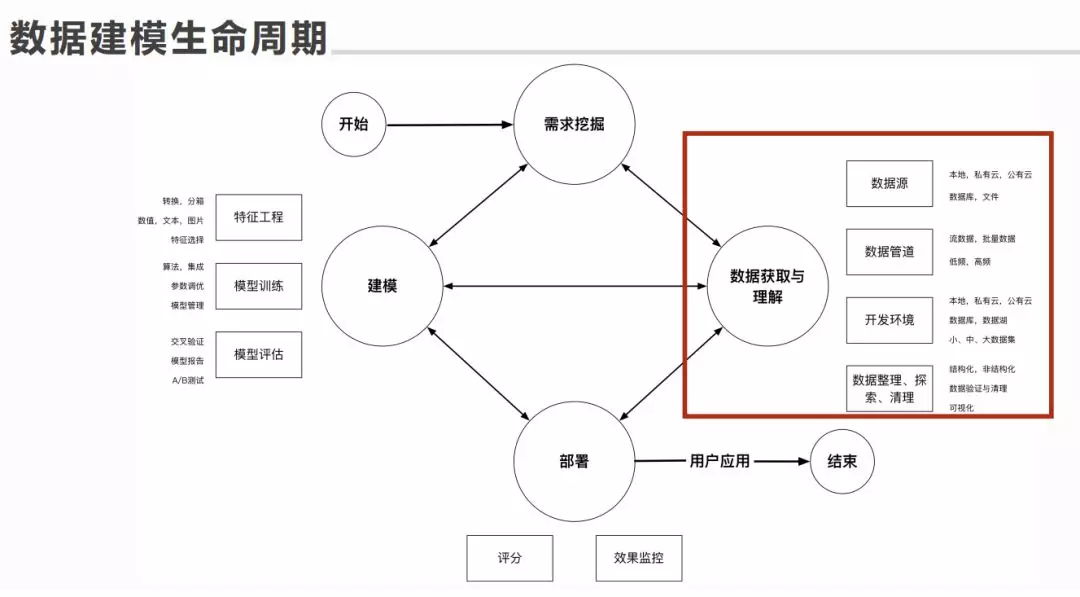 数据建模生命周期
开始
需求挖掘
转换，分箱
数值，文本，图片
特征选择
特征工程
算法，集成
参数调优
模型管理
模型训练
交叉验证
模型报告
A/B测试
模型评估
建模
数据获取与
理解
数据源
本地，私有云，公有云
数据库，文件
数据管道
流数据，批量数据
低频，高频
开发环境
本地，私有云，公有云
数据库，数据湖
小、中、大数据集
数据整理、探
索、清理
结构化，非结构化
数据验证与清理
可视化
部署
用户应用
结束
评分
效果监控